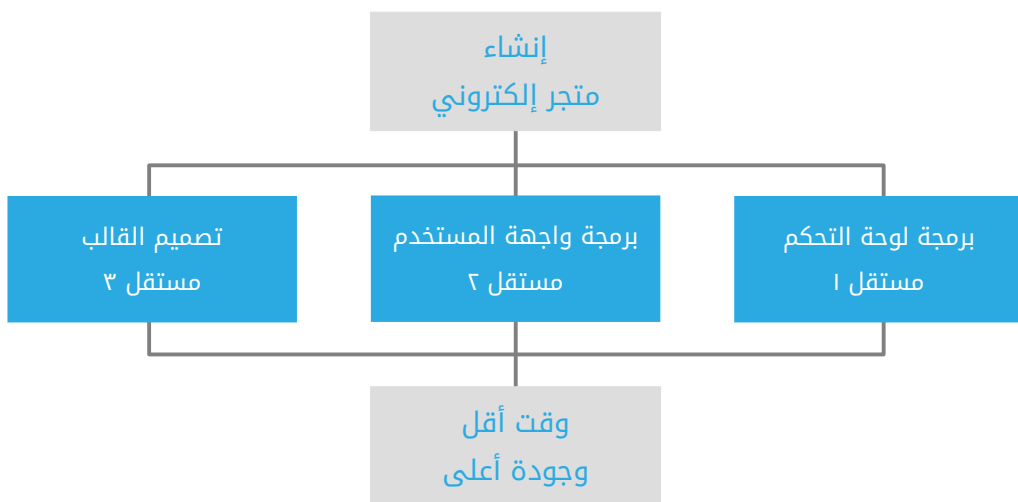 إنشاء
متجر إلكتروني
برمجة لوحة التحكم
مستقل ١
برمجة واجهة المستخدم
مستقل ٢
تصميم القالب
مستقل ٣
وقت أقل
وجودة أعلى